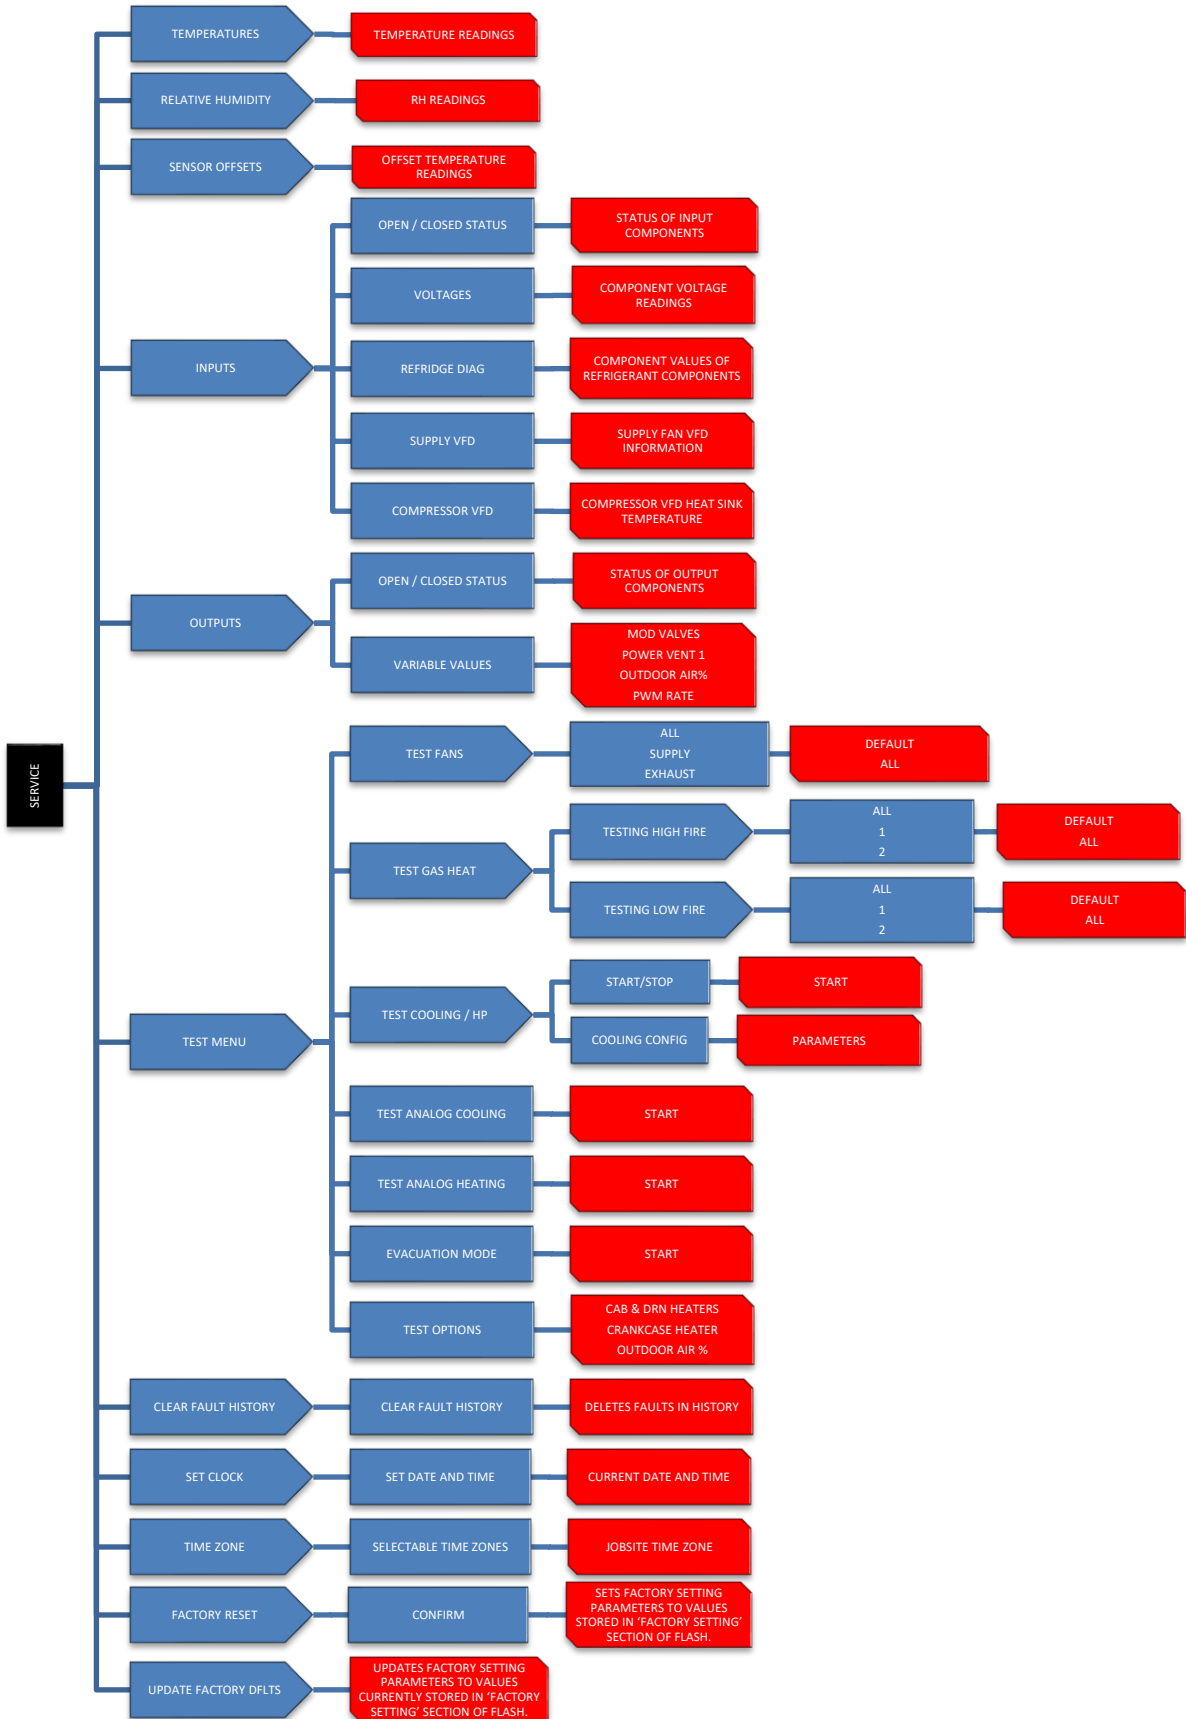 TEMPERATURES
TEMPERATURE READINGS
RELATIVE HUMIDITY
RH READINGS
SENSOR OFFSETS
OFFSET TEMPERATURE
READINGS
OPEN / CLOSED STATUS
STATUS OF INPUT
COMPONENTS
VOLTAGES
COMPONENT VOLTAGE
READINGS
INPUTS
REFRIDGE DIAG
COMPONENT VALUES OF
REFRIGERANT COMPONENTS
SUPPLY VFD
SUPPLY FAN VFD
INFORMATION
COMPRESSOR VFD
COMPRESSOR VFD HEAT SINK
TEMPERATURE
OPEN / CLOSED STATUS
STATUS OF OUTPUT
COMPONENTS
OUTPUTS
VARIABLE VALUES
MOD VALVES
POWER VENT 1
OUTDOOR AIR%
PWM RATE
SERVICE
TEST FANS
ALL
SUPPLY
EXHAUST
DEFAULT
ALL
TEST GAS HEAT
TESTING HIGH FIRE
ALL
1
2
DEFAULT
ALL
TESTING LOW FIRE
ALL
1
2
DEFAULT
ALL
TEST COOLING / HP
START/STOP
START
COOLING CONFIG
PARAMETERS
TEST MENU
TEST ANALOG COOLING
START
TEST ANALOG HEATING
START
EVACUATION MODE
START
TEST OPTIONS
CAB & DRN HEATERS
CRANKCASE HEATER
OUTDOOR AIR %
CLEAR FAULT HISTORY
CLEAR FAULT HISTORY
DELETES FAULTS IN HISTORY
SET CLOCK
SET DATE AND TIME
CURRENT DATE AND TIME
TIME ZONE
SELECTABLE TIME ZONES
JOBSITE TIME ZONE
FACTORY RESET
CONFIRM
SETS FACTORY SETTING
PARAMETERS TO VALUES
STORED IN ‘FACTORY SETTING’
SECTION OF FLASH.
UPDATE FACTORY DFLTS
UPDATES FACTORY SETTING
PARAMETERS TO VALUES
CURRENTLY STORED IN ‘FACTORY
SETTING’ SECTION OF FLASH.